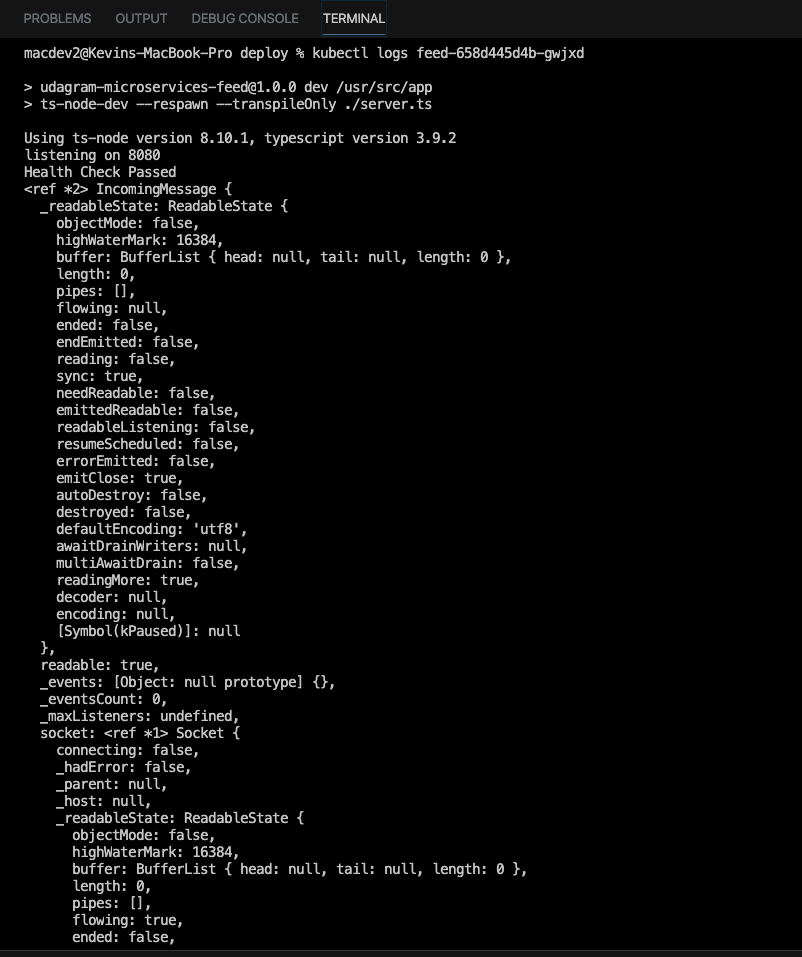 PROBLEMS OUTPUT DEBUG CONSOLE TERMINAL
macdev2@Kevins-MacBook-Pro deploy % kubectl logs feed-658d445d4b-gwjxd
> udagram-microservices-feed@1.0.0 dev /usr/src/app
> ts-node-dev --respawn --transpileOnly ./server.ts
Using ts-node version 8.10.1, typescript version 3.9.2
listening on 8080
Health Check Passed
<ref *2> IncomingMessage {
  _readableState: ReadableState {
    objectMode: false,
    highWaterMark: 16384,
    buffer: BufferList { head: null, tail: null, length: 0 },
    length: 0,
    pipes: [],
    flowing: null,
    ended: false,
    endEmitted: false,
    reading: false,
    sync: true,
    needReadable: false,
    emittedReadable: false,
    readableListening: false,
    resumeScheduled: false,
    errorEmitted: false,
    emitClose: true,
    autoDestroy: false,
    destroyed: false,
    defaultEncoding: 'utf8',
    awaitDrainWriters: null,
    multiAwaitDrain: false,
    readingMore: true,
    decoder: null,
    encoding: null,
    [Symbol(kPaused)]: null
  },
  readable: true,
  _events: [Object: null prototype] {},
  _eventsCount: 0,
  _maxListeners: undefined,
  socket: <ref *1> Socket {
    connecting: false,
    _hadError: false,
    _parent: null,
    _host: null,
    _readableState: ReadableState {
      objectMode: false,
      highWaterMark: 16384,
      buffer: BufferList { head: null, tail: null, length: 0 },
      length: 0,
      pipes: [],
      flowing: true,
      ended: false,